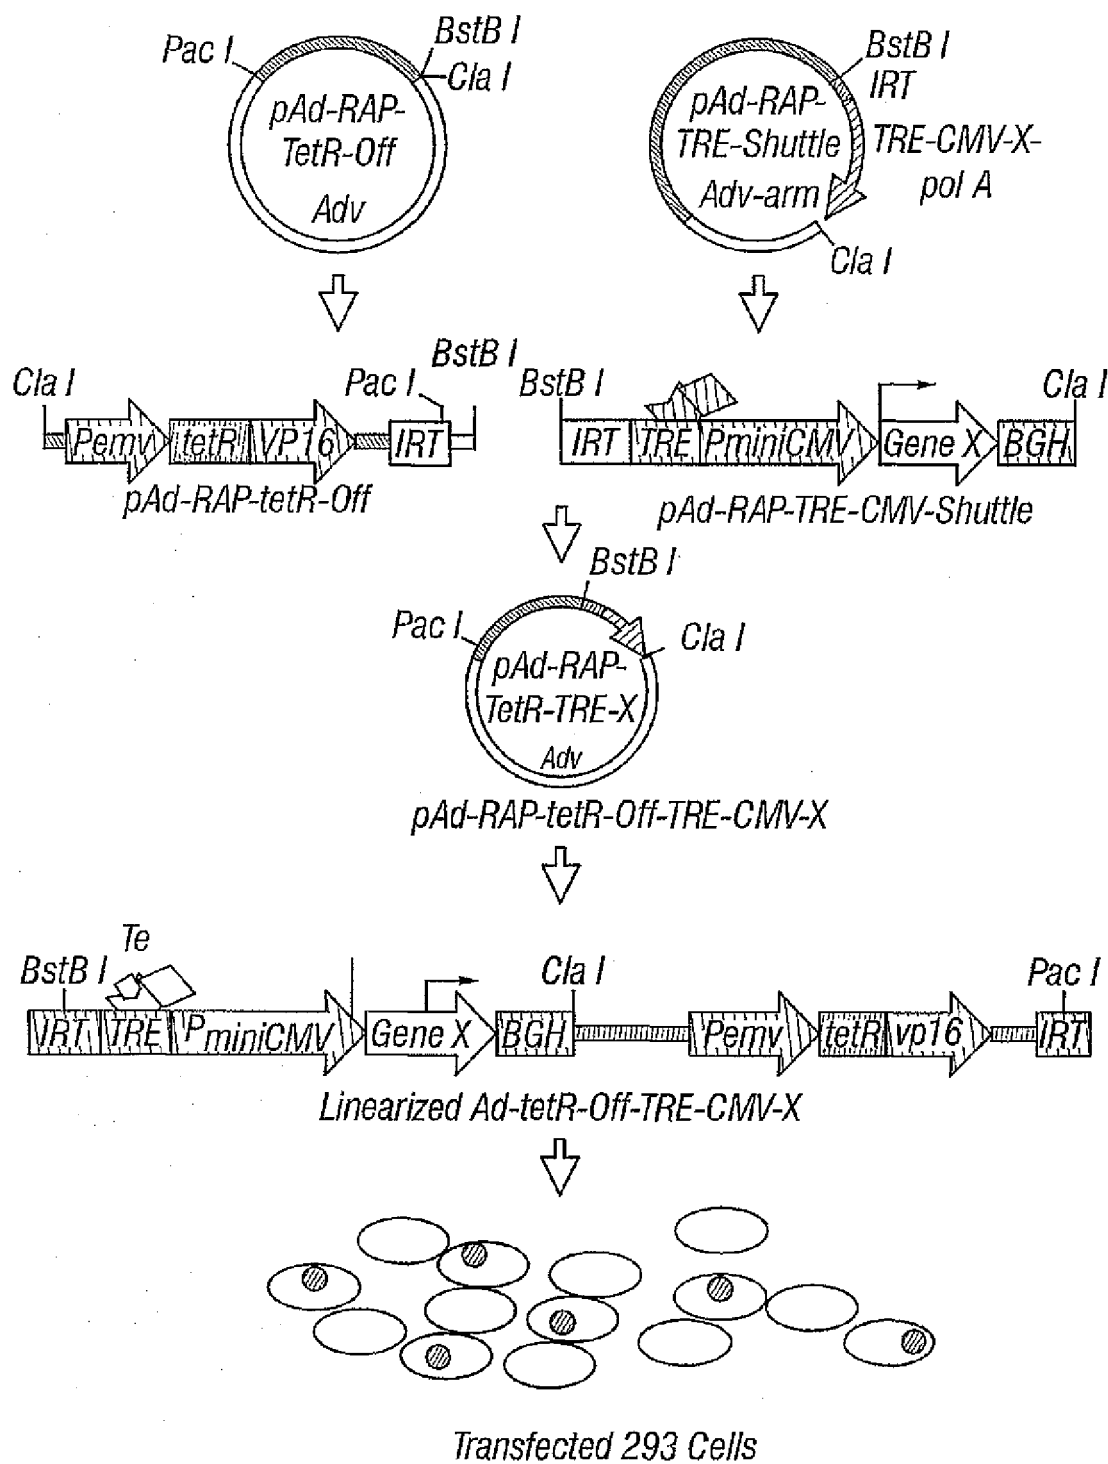 Pac I
BstB I
Cla I
pAd-RAP-
TetR-Off
Adv
BstB I
IRT
pAd-RAP-
TRE-Shuttle
Adv-arm
TRE-CMV-X-
pol A
Cla I
Cla I
Pac I
BstB I
Pemv tetR VP16 IRT
pAd-RAP-tetR-Off
BstB I
Cla I
IRT TRE PminiCMV Gene X BGH
pAd-RAP-TRE-CMV-Shuttle
BstB I
Pac I
Cla I
pAd-RAP-
TetR-TRE-X
Adv
pAd-RAP-tetR-Off-TRE-CMV-X
Te
BstB I
Cla I
Pac I
IRT TRE PminiCMV Gene X BGH Pemv tetR vp16 IRT
Linearized Ad-tetR-Off-TRE-CMV-X
Transfected 293 Cells